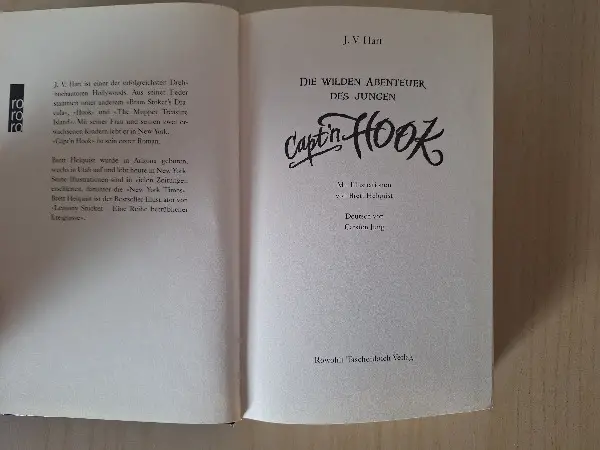 ro
ro
ro
J. V. Hart ist einer der erfolgreichsten Dreh-
buchautoren Hollywoods. Aus seiner Feder
stammen unter anderem «Bram Stoker's Dra-
cula», «Hook» und «The Muppet Treasure
Island». Mit seiner Frau und seinen zwei er-
wachsenen Kindern lebt er in New York.
«Capt'n Hook» ist sein erster Roman.
Brett Helquist wurde in Arizona geboren,
wuchs in Utah auf und lebt heute in New York.
Seine Illustrationen sind in vielen Zeitungen
erschienen, darunter die «New York Times».
Brett Helquist ist der Bestseller-Illustrator von
«Lemony Snicket – Eine Reihe betrüblicher
Ereignisse».
J. V. Hart
DIE WILDEN ABENTEUER
DES JUNGEN
Capt'n HOOK
Mit Illustrationen
von Brett Helquist
Deutsch von
Carsten Jung
Rowohlt Taschenbuch Verlag